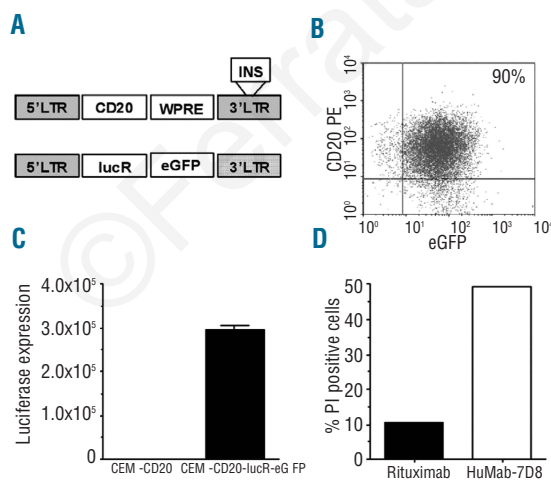 A
INS
5'LTR CD20 WPRE 3'LTR
5'LTR lucR eGFP 3'LTR
B
90%
CD20 PE
10⁴
10³
10²
10¹
10⁰
10⁰ 10¹ 10² 10³ 10⁴
eGFP
C
Luciferase expression
4.0x10⁵
3.0x10⁵
2.0x10⁵
1.0x10⁵
0
CEM -CD20 CEM -CD20-lucR-eG FP
D
% PI positive cells
50
40
30
20
10
0
Rituximab HuMab-7D8
©Ferrat